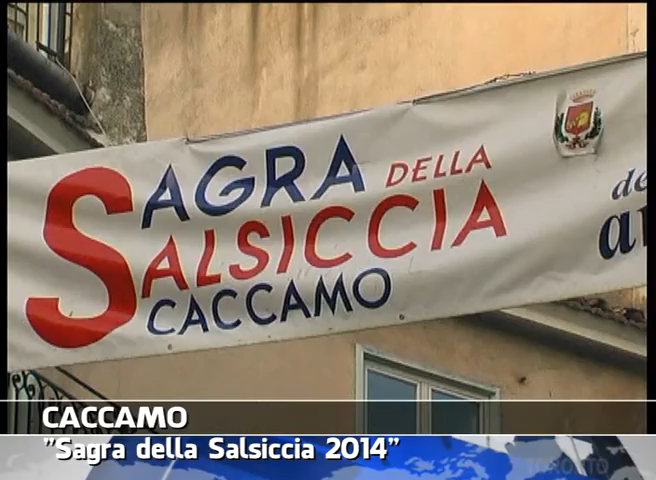 SAGRA DELLA
SALSICCIA
CACCAMO
CACCAMO
"Sagra della Salsiccia 2014"